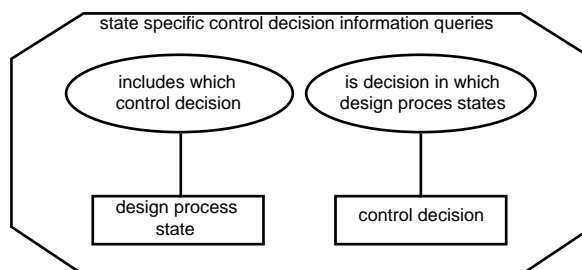 state specific control decision information queries
includes which
control decision
is decision in which
design proces states
design process
state
control decision